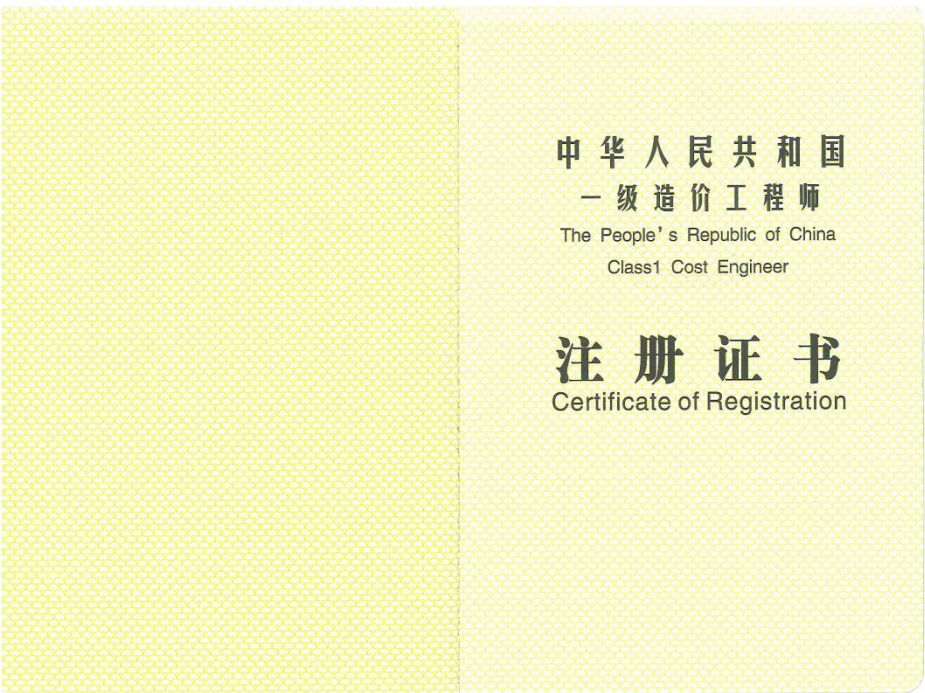 中华人民共和国
一级造价工程师
The People's Republic of China
Class1 Cost Engineer
注册证书
Certificate of Registration